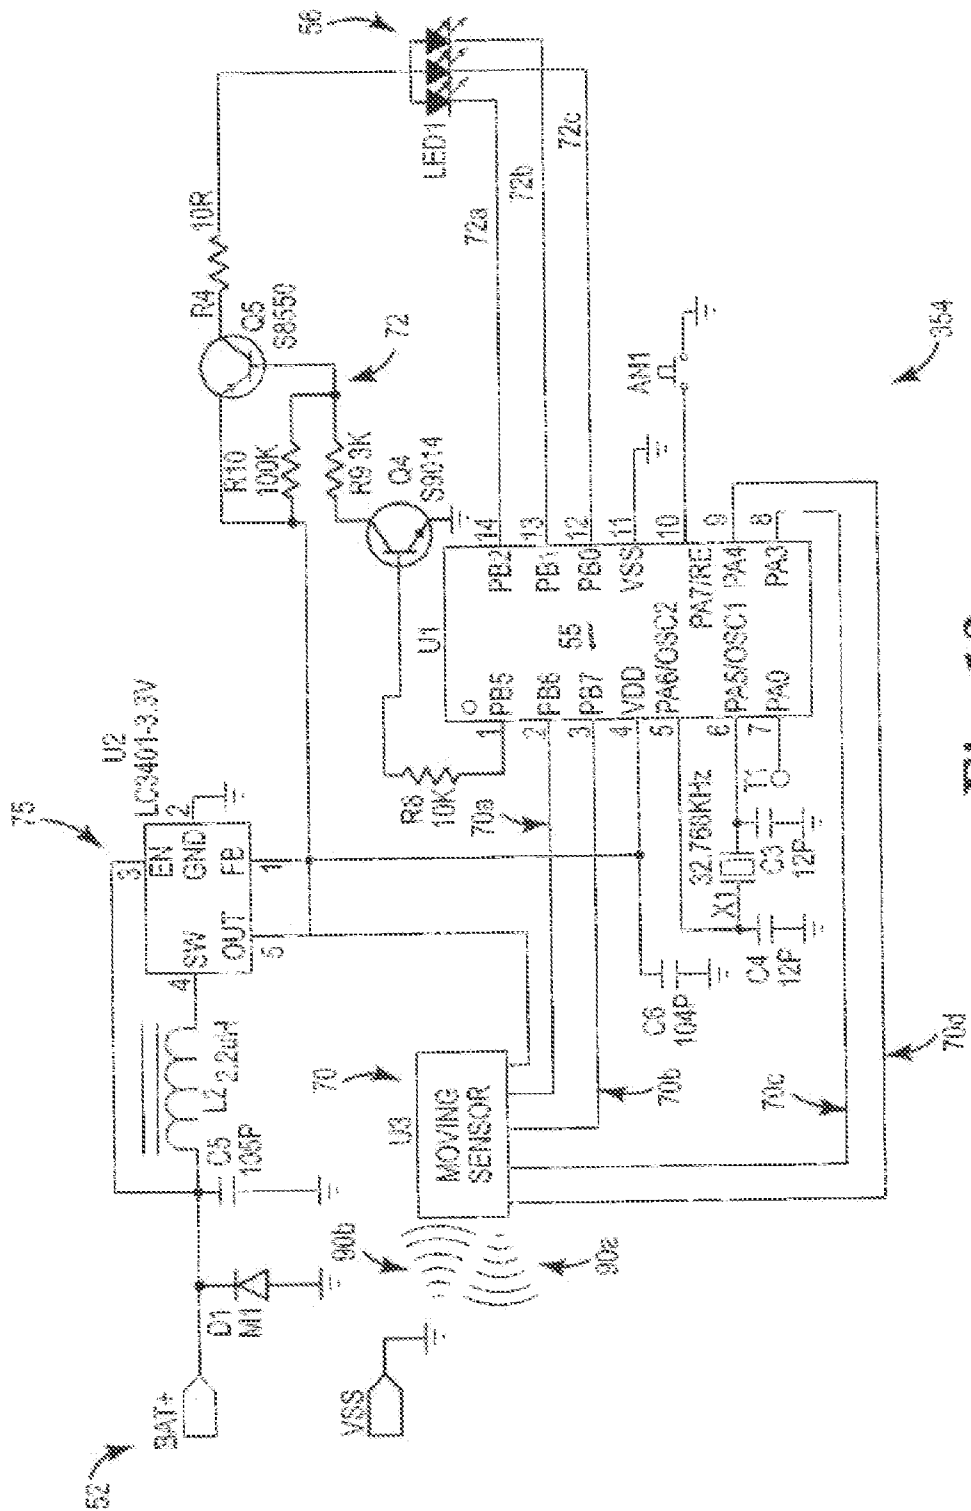 52
BAT+
D1
M1
VSS
C5
105P
L2
2.2uH
75
U2
LC3401-3.3V
4
SW
3
EN
GND
2
OUT
FB
5
1
90b
90a
70
U3
MOVING
SENSOR
70a
70b
70c
70d
C6
104P
C4
12P
X1
32.768KHz
C3
12P
T1
10K
U1
55
1
PB5
2
PB6
3
PB7
4
VDD
5
PA6/OSC2
6
PA5/OSC1
7
PA0
PB2
14
PB1
13
PB0
12
VSS
11
PA7/RE
10
PA4
9
PA3
8
R10
100K
R9 3K
Q4
S9014
Q5
S8550
R4
10R
72
56
LED1
72a
72b
72c
AN1
354